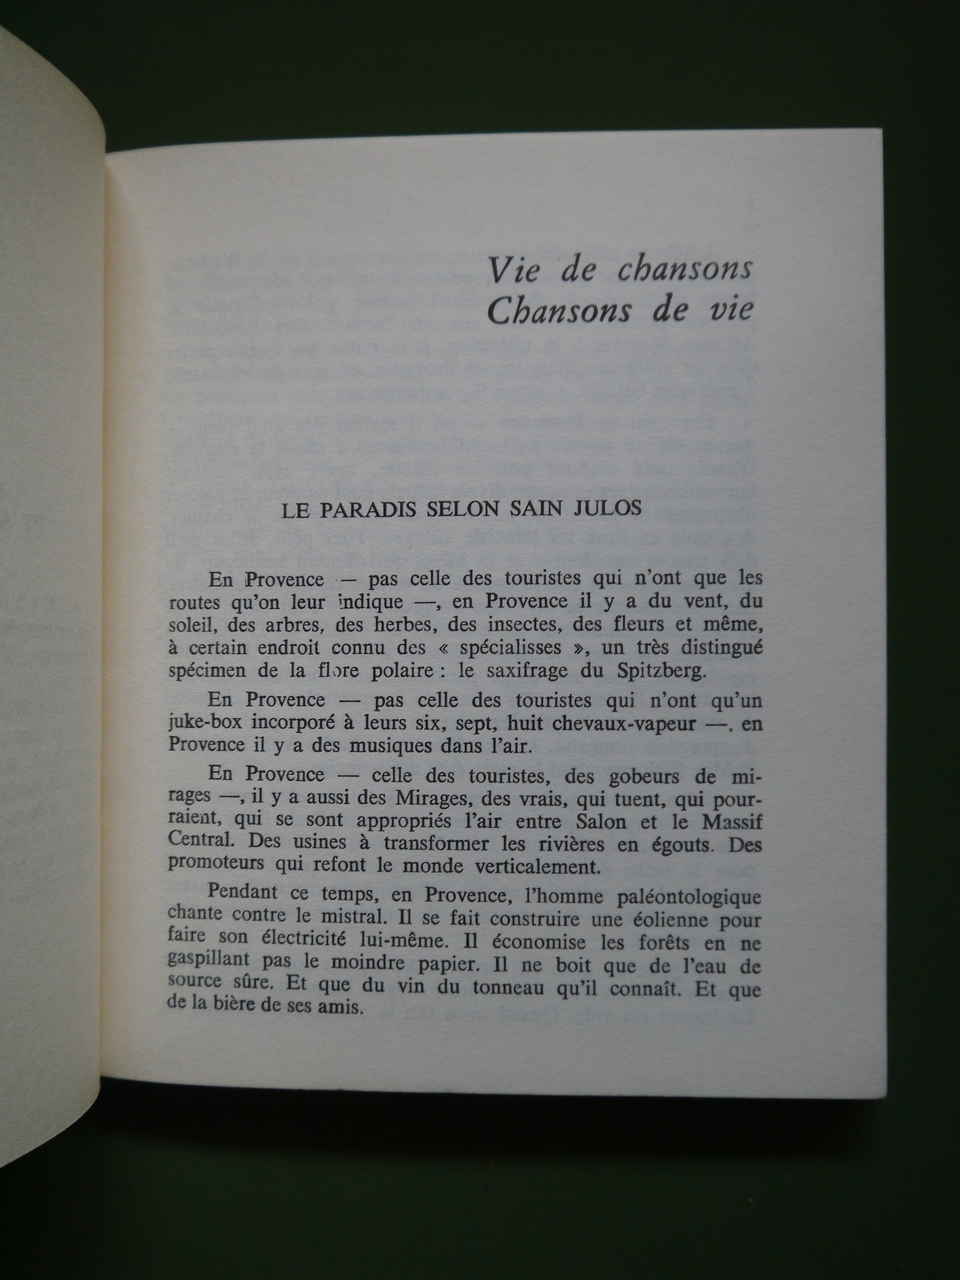 Vie de chansons
Chansons de vie
LE PARADIS SELON SAIN JULOS
En Provence — pas celle des touristes qui n'ont que les
routes qu'on leur indique —, en Provence il y a du vent, du
soleil, des arbres, des herbes, des insectes, des fleurs et même,
à certain endroit connu des « spécialisses », un très distingué
spécimen de la flore polaire : le saxifrage du Spitzberg.
En Provence — pas celle des touristes qui n'ont qu'un
juke-box incorporé à leurs six, sept, huit chevaux-vapeur —, en
Provence il y a des musiques dans l'air.
En Provence — celle des touristes, des gobeurs de mi-
rages —, il y a aussi des Mirages, des vrais, qui tuent, qui pour-
raient, qui se sont appropriés l'air entre Salon et le Massif
Central. Des usines à transformer les rivières en égouts. Des
promoteurs qui refont le monde verticalement.
Pendant ce temps, en Provence, l'homme paléontologique
chante contre le mistral. Il se fait construire une éolienne pour
faire son électricité lui-même. Il économise les forêts en ne
gaspillant pas le moindre papier. Il ne boit que de l'eau de
source sûre. Et que du vin du tonneau qu'il connaît. Et que
de la bière de ses amis.